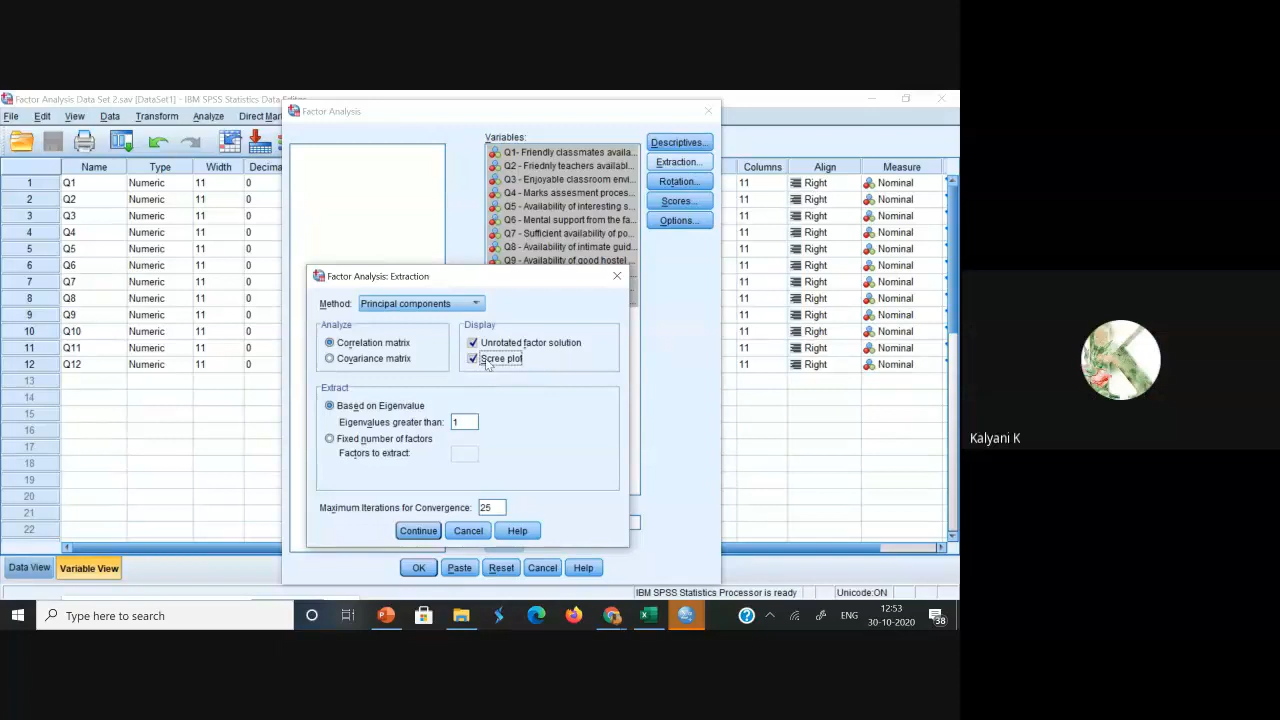 Factor Analysis Data Set 2.sav [DataSet1] - IBM SPSS Statistics Data Editor
File Edit View Data Transform Analyze Direct Mar
Name Type Width Decima Columns Align Measure
1 Q1 Numeric 11 0 11 Right Nominal
2 Q2 Numeric 11 0 11 Right Nominal
3 Q3 Numeric 11 0 11 Right Nominal
4 Q4 Numeric 11 0 11 Right Nominal
5 Q5 Numeric 11 0 11 Right Nominal
6 Q6 Numeric 11 0 11 Right Nominal
7 Q7 Numeric 11 0 11 Right Nominal
8 Q8 Numeric 11 0 11 Right Nominal
9 Q9 Numeric 11 0 11 Right Nominal
10 Q10 Numeric 11 0 11 Right Nominal
11 Q11 Numeric 11 0 11 Right Nominal
12 Q12 Numeric 11 0 11 Right Nominal
13
14
15
16
17
18
19
20
21
22
Factor Analysis
Variables:
Q1- Friendly classmates availa...
Q2 - Friednly teachers availabl...
Q3 - Enjoyable classroom envi...
Q4 - Marks assesment proces...
Q5 - Availability of interesting s...
Q6 - Mental support from the fa...
Q7 - Sufficient availability of po...
Q8 - Availability of intimate guid...
Q9 - Availability of good hostel
Descriptives...
Extraction...
Rotation...
Scores...
Options...
Factor Analysis: Extraction
Method: Principal components
Analyze
Correlation matrix
Covariance matrix
Display
Unrotated factor solution
Scree plot
Extract
Based on Eigenvalue
Eigenvalues greater than: 1
Fixed number of factors
Factors to extract:
Maximum Iterations for Convergence: 25
Continue Cancel Help
OK Paste Reset Cancel Help
Data View Variable View
IBM SPSS Statistics Processor is ready Unicode:ON
Type here to search
ENG
12:53
30-10-2020
38
Kalyani K